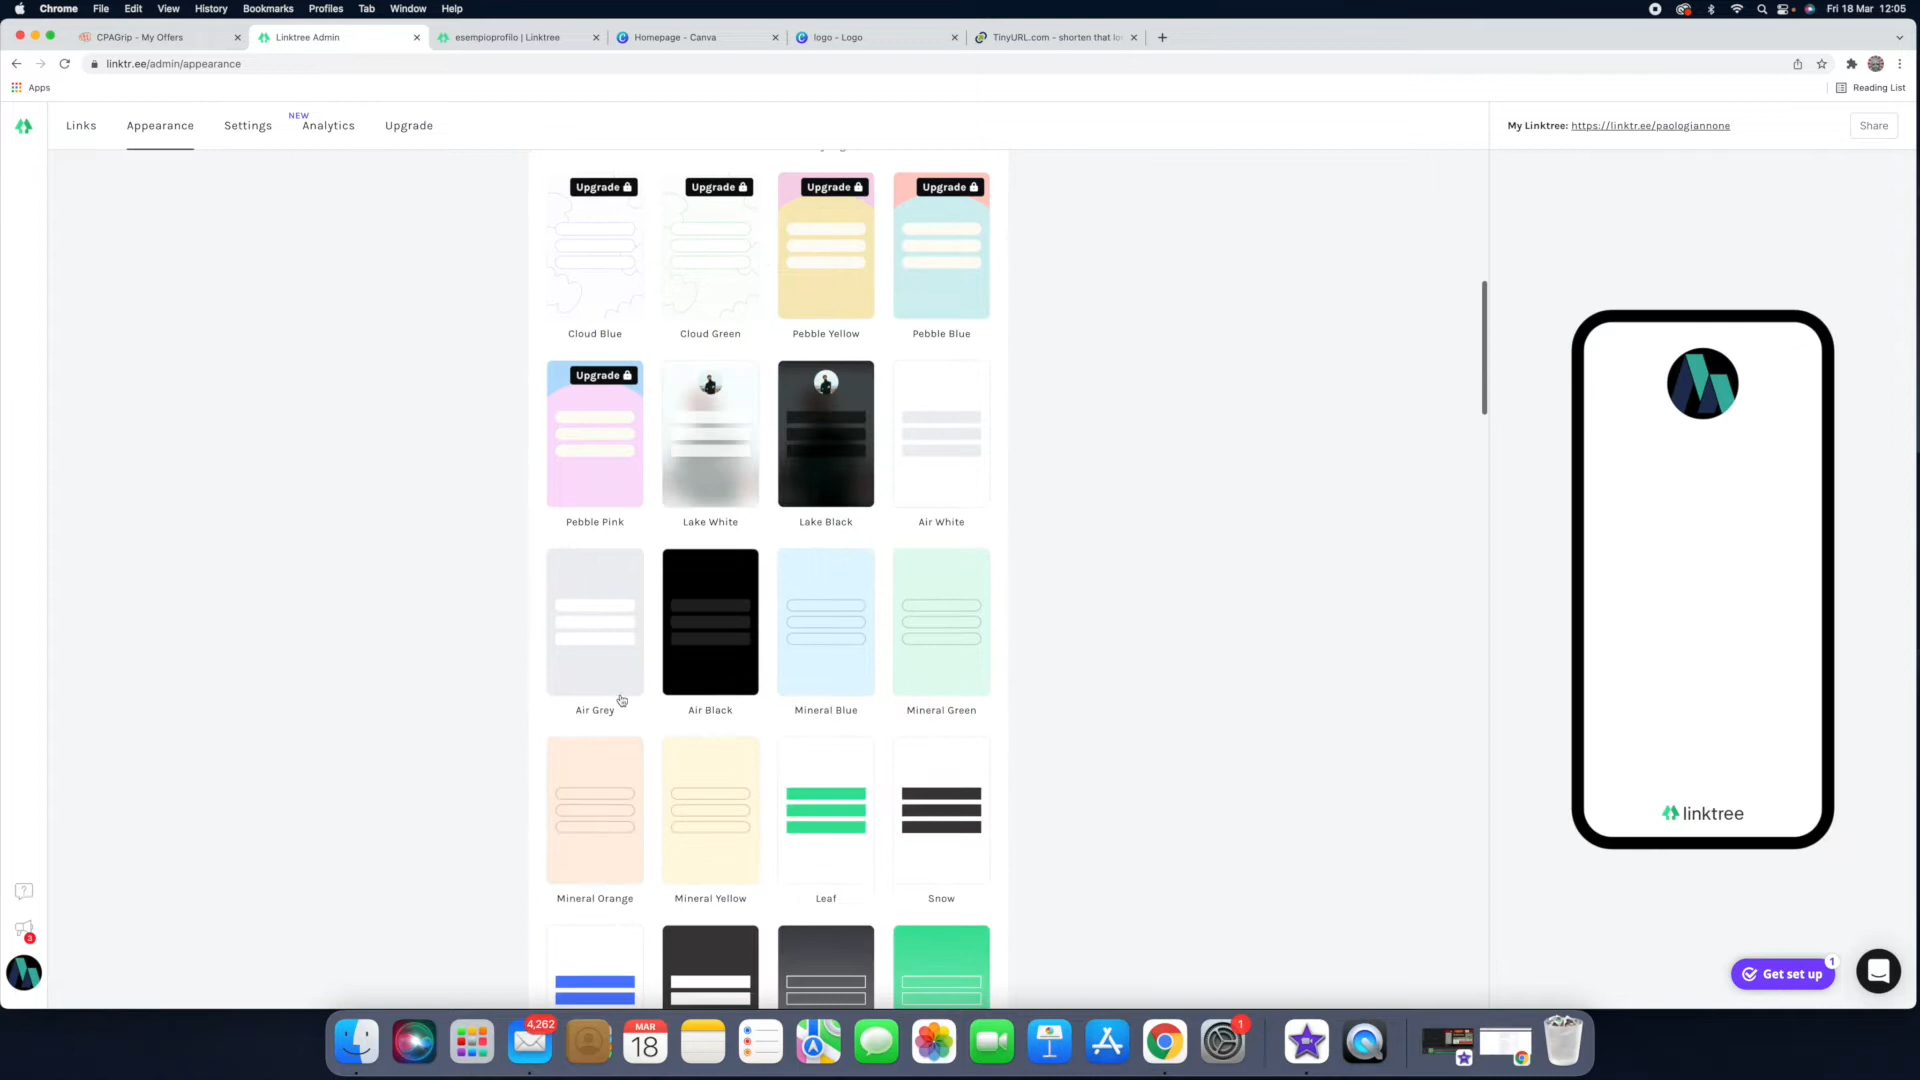 Chrome File Edit View History Bookmarks Profiles Tab Window Help
Fri 18 Mar 12:05
CPAGrip - My Offers
Linktree Admin
esempioprofilo | Linktree
Homepage - Canva
logo - Logo
TinyURL.com - shorten that lo
linktr.ee/admin/appearance
Apps
Reading List
Links
Appearance
Settings
NEW
Analytics
Upgrade
My Linktree: https://linktr.ee/paologiannone
Share
Upgrade
Upgrade
Upgrade
Upgrade
Cloud Blue
Cloud Green
Pebble Yellow
Pebble Blue
Upgrade
Pebble Pink
Lake White
Lake Black
Air White
Air Grey
Air Black
Mineral Blue
Mineral Green
Mineral Orange
Mineral Yellow
Leaf
Snow
linktree
3
Get set up
1
4,262
MAR
18
1